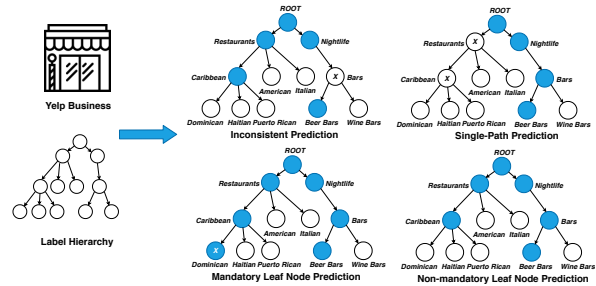 Yelp Business
Label Hierarchy
ROOT
Restaurants
Nightlife
Caribbean
X
Bars
American
Italian
Dominican
Haitian
Puerto Rican
Beer Bars
Wine Bars
Inconsistent Prediction
ROOT
Restaurants
X
Nightlife
Caribbean
X
Bars
American
Italian
Dominican
Haitian
Puerto Rican
Beer Bars
Wine Bars
Single-Path Prediction
ROOT
Restaurants
Nightlife
Caribbean
Bars
American
Italian
X
Dominican
Haitian
Puerto Rican
Beer Bars
Wine Bars
Mandatory Leaf Node Prediction
ROOT
Restaurants
Nightlife
Caribbean
Bars
American
Italian
Dominican
Haitian
Puerto Rican
Beer Bars
Wine Bars
Non-mandatory Leaf Node Prediction